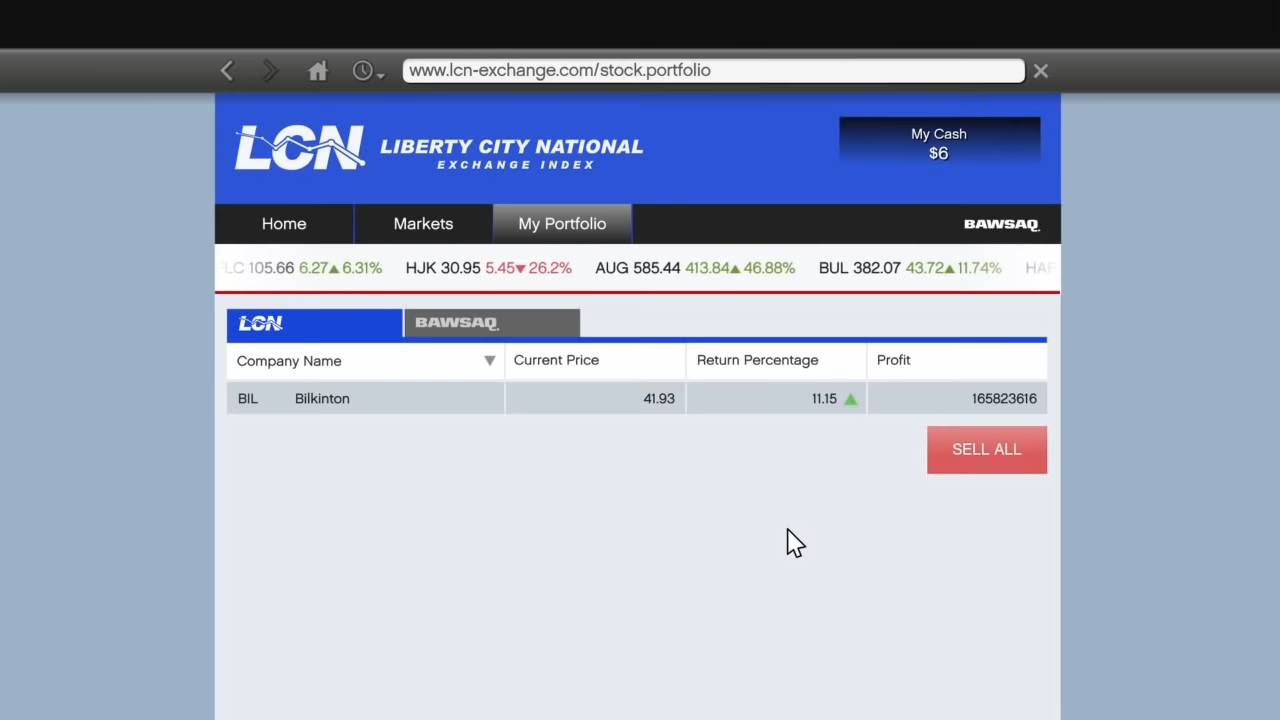 www.lcn-exchange.com/stock.portfolio
LCN LIBERTY CITY NATIONAL
EXCHANGE INDEX
My Cash
$6
Home Markets My Portfolio BAWSAQ
LC 105.66 6.27▲6.31% HJK 30.95 5.45▼26.2% AUG 585.44 413.84▲46.88% BUL 382.07 43.72▲11.74% HAF
LCN BAWSAQ
Company Name Current Price Return Percentage Profit
BIL Bilkinton 41.93 11.15 165823616
SELL ALL